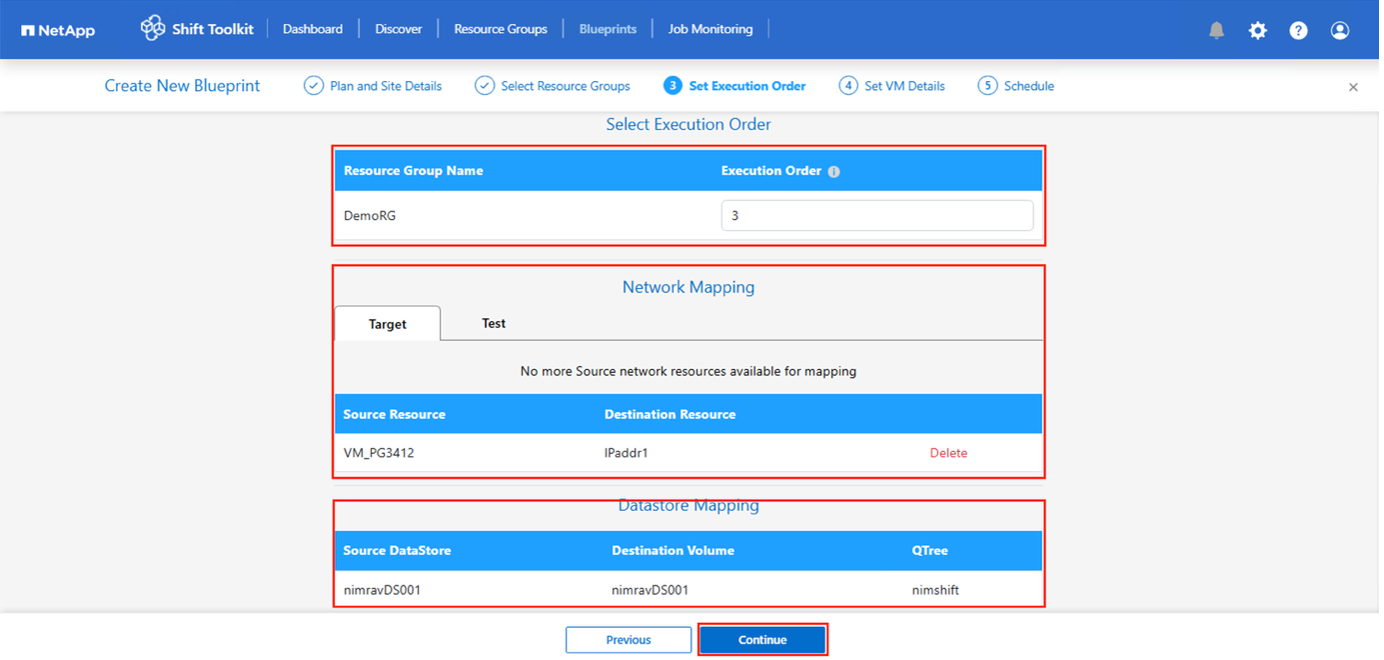 NetApp Shift Toolkit Dashboard Discover Resource Groups Blueprints Job Monitoring ?
Create New Blueprint Plan and Site Details Select Resource Groups 3 Set Execution Order 4 Set VM Details 5 Schedule ×
Select Execution Order
Resource Group Name Execution Order i
DemoRG 3
Network Mapping
Target Test
No more Source network resources available for mapping
Source Resource Destination Resource
VM_PG3412 IPaddr1 Delete
Datastore Mapping
Source DataStore Destination Volume QTree
nimravDS001 nimravDS001 nimshift
Previous Continue